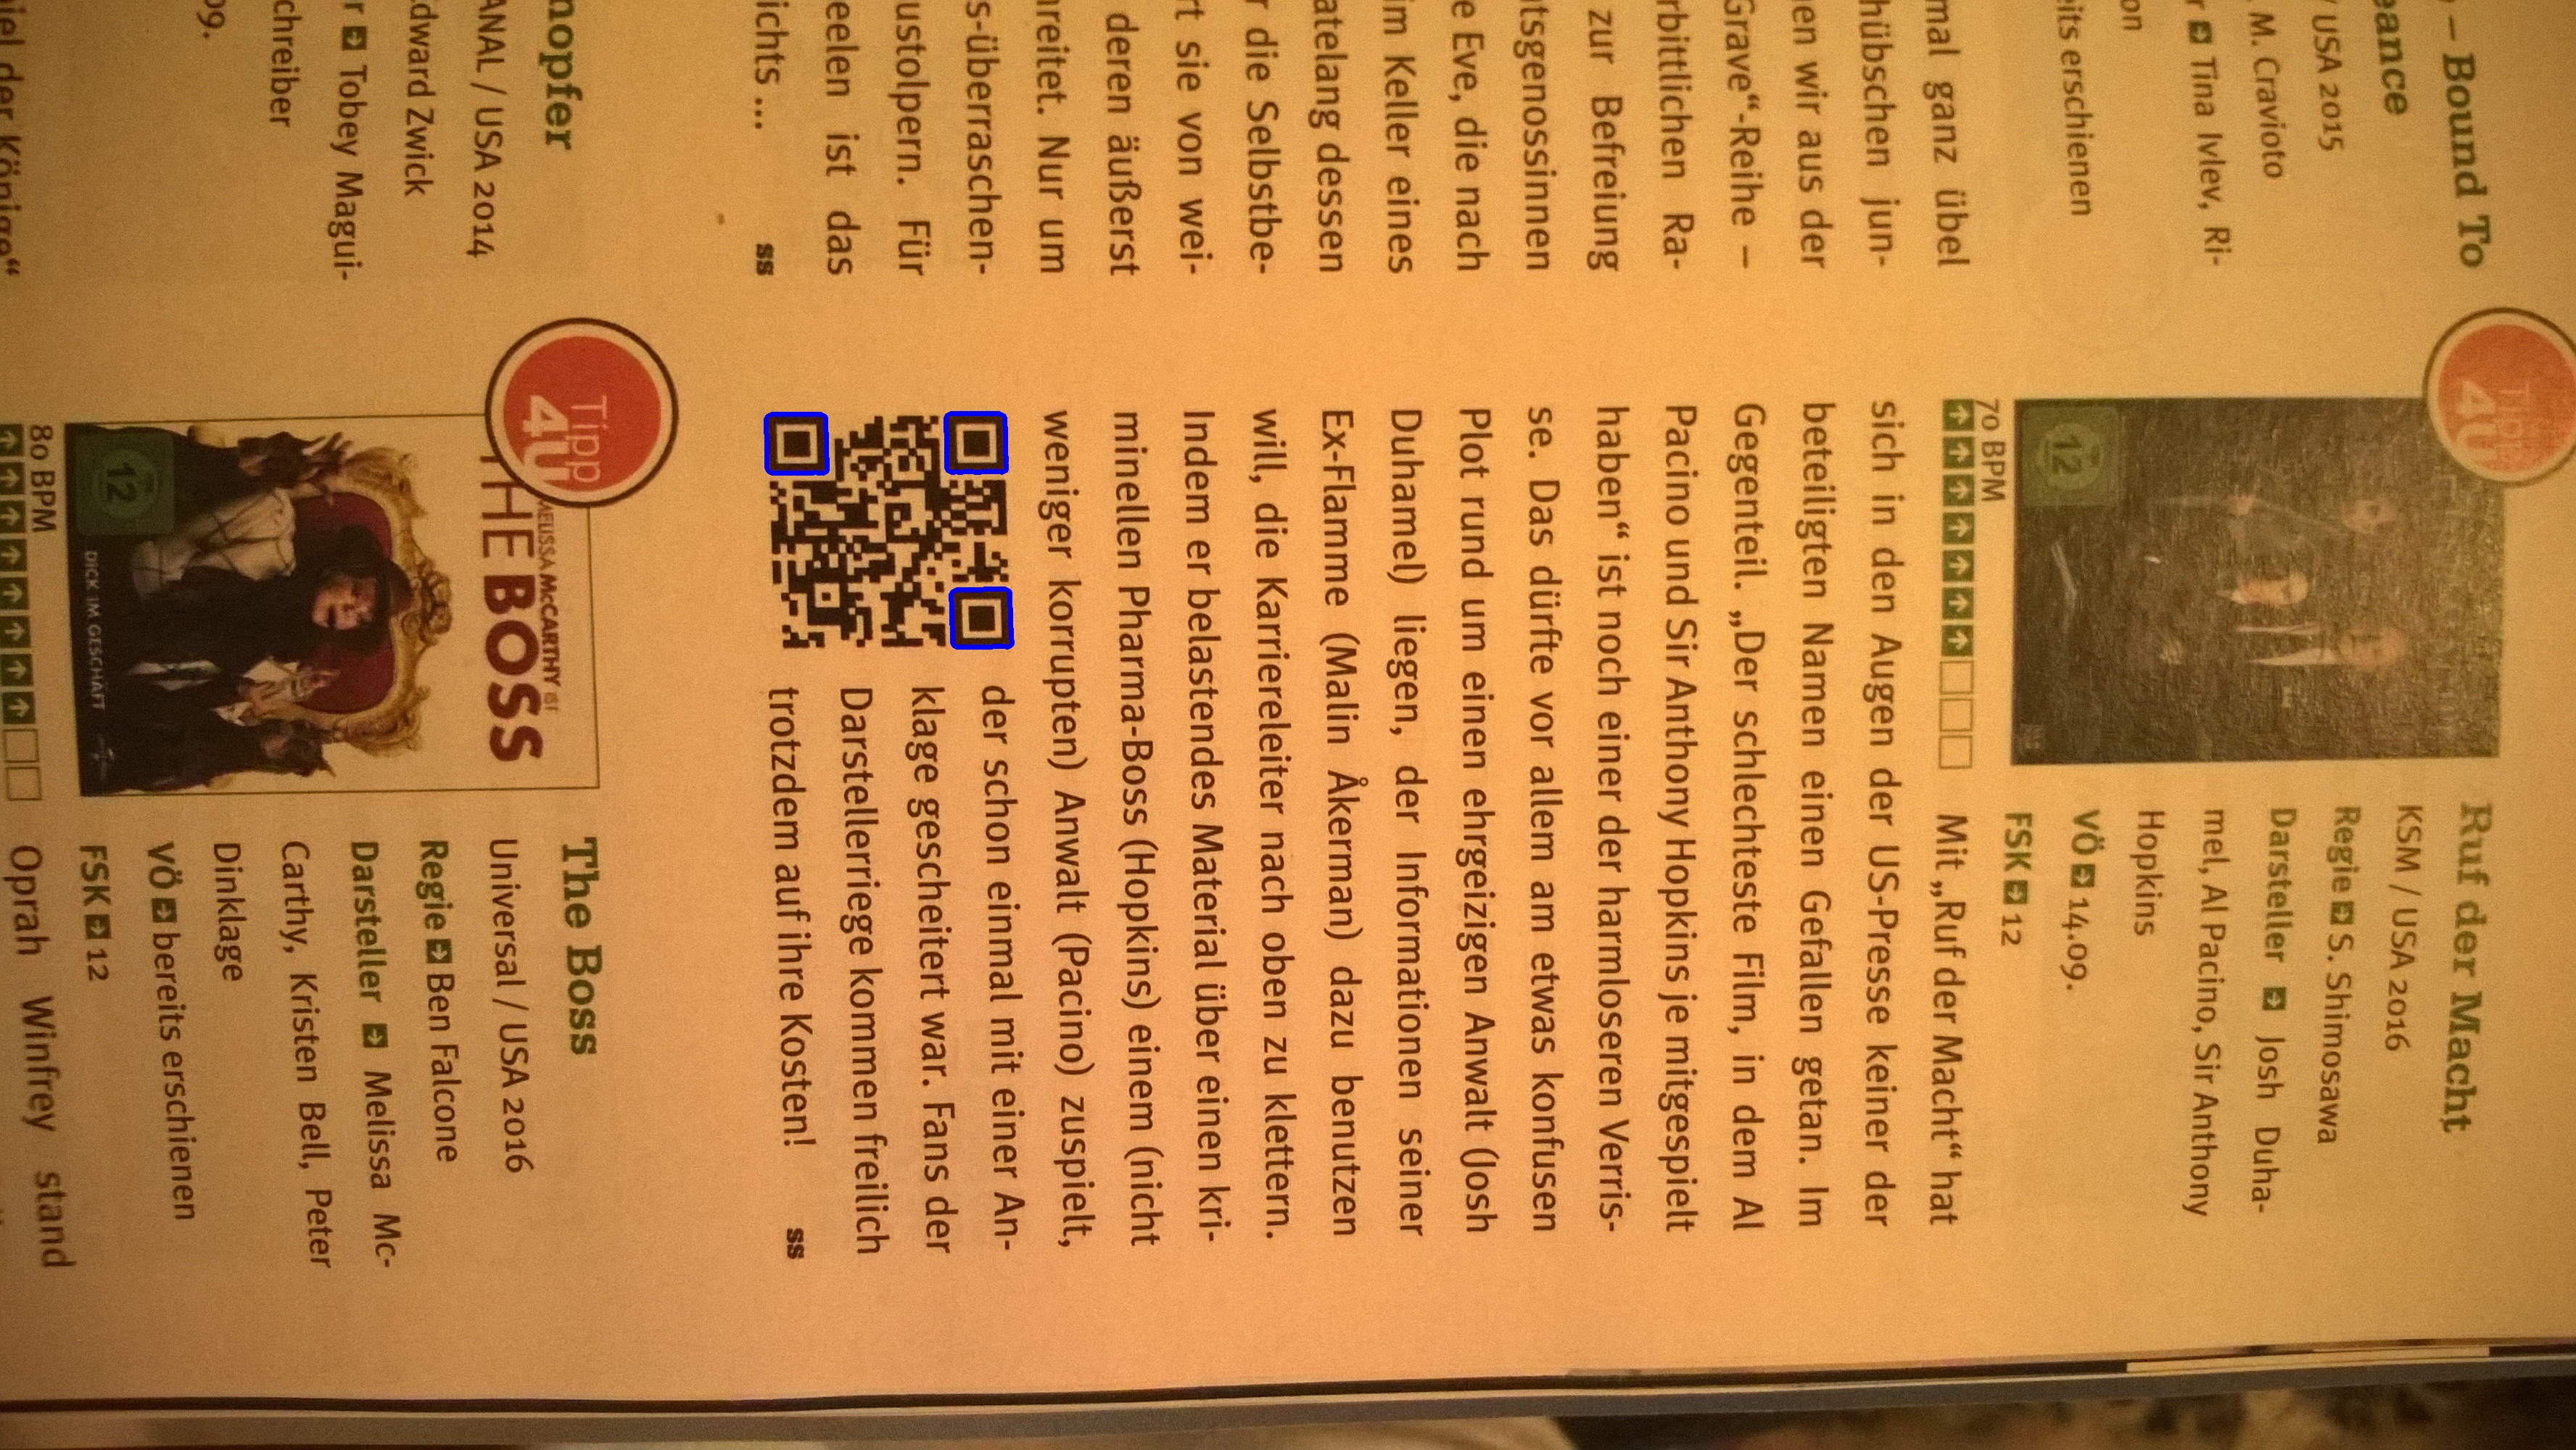 – Bound To
eance
/ USA 2015
M. Cravioto
r Tina Ivlev, Ri-
on
eits erschienen
mal ganz übel
hübschen jun-
en wir aus der
Grave“-Reihe –
rbittlichen Ra-
zur Befreiung
tsgenossinnen
e Eve, die nach
im Keller eines
atelang dessen
r die Selbstbe-
rt sie von wei-
deren äußerst
reitet. Nur um
s-überraschen-
ustolpern. Für
eelen ist das
ichts ... ss
nopfer
ANAL / USA 2014
dward Zwick
r Tobey Magui-
chreiber
09.
iel der Könige“
Tipp
4U
12
70 BPM
Ruf der Macht
KSM / USA 2016
Regie S. Shimosawa
Darsteller Josh Duha-
mel, Al Pacino, Sir Anthony
Hopkins
VÖ 14.09.
FSK 12
Mit „Ruf der Macht“ hat
sich in den Augen der US-Presse keiner der
beteiligten Namen einen Gefallen getan. Im
Gegenteil. „Der schlechteste Film, in dem Al
Pacino und Sir Anthony Hopkins je mitgespielt
haben“ ist noch einer der harmloseren Verris-
se. Das dürfte vor allem am etwas konfusen
Plot rund um einen ehrgeizigen Anwalt (Josh
Duhamel) liegen, der Informationen seiner
Ex-Flamme (Malin Åkerman) dazu benutzen
will, die Karriereleiter nach oben zu klettern.
Indem er belastendes Material über einen kri-
minellen Pharma-Boss (Hopkins) einem (nicht
weniger korrupten) Anwalt (Pacino) zuspielt,
der schon einmal mit einer An-
klage gescheitert war. Fans der
Darstellerriege kommen freilich
trotzdem auf ihre Kosten! ss
Tipp
4U
MELISSA McCARTHY IST
THE BOSS
DICK IM GESCHÄFT
12
80 BPM
The Boss
Universal / USA 2016
Regie Ben Falcone
Darsteller Melissa Mc-
Carthy, Kristen Bell, Peter
Dinklage
VÖ bereits erschienen
FSK 12
Oprah Winfrey stand